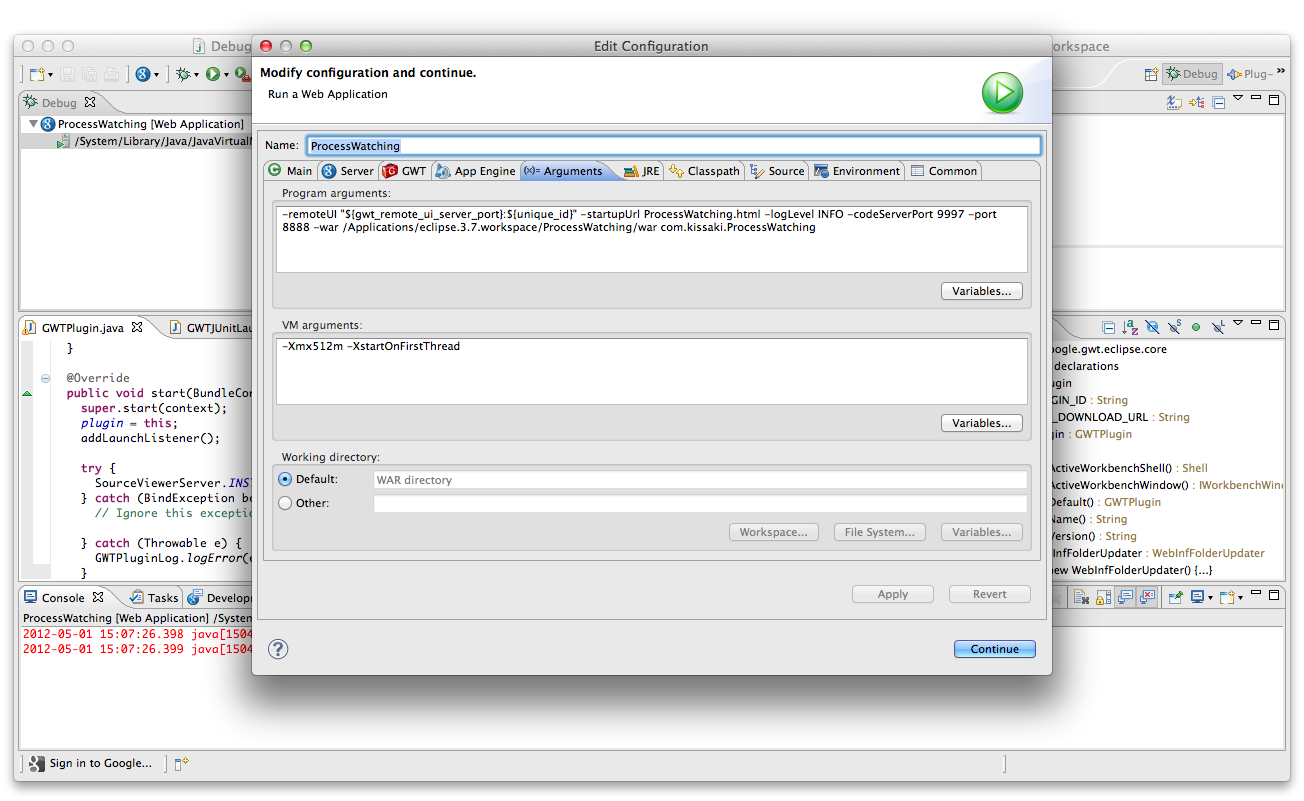 Debug
Edit Configuration
orkspace
Modify configuration and continue.
Run a Web Application
Debug
Plug-
»
Debug
ProcessWatching [Web Application]
/System/Library/Java/JavaVirtualM
Name: ProcessWatching
Main Server GWT App Engine (x)= Arguments JRE Classpath Source Environment Common
Program arguments:
-remoteUI "${gwt_remote_ui_server_port}:${unique_id}" -startupUrl ProcessWatching.html -logLevel INFO -codeServerPort 9997 -port
8888 -war /Applications/eclipse.3.7.workspace/ProcessWatching/war com.kissaki.ProcessWatching
Variables...
VM arguments:
-Xmx512m -XstartOnFirstThread
Variables...
Working directory:
Default: WAR directory
Other:
Workspace... File System... Variables...
Apply Revert
Continue
GWTPlugin.java GWTJUnitLau
}
@Override
public void start(BundleCon
super.start(context);
plugin = this;
addLaunchListener();
try {
SourceViewerServer.INS
} catch (BindException be
// Ignore this exceptio
} catch (Throwable e) {
GWTPluginLog.logError(e
}
oogle.gwt.eclipse.core
declarations
ugin
GIN_ID : String
_DOWNLOAD_URL : String
gin : GWTPlugin
ActiveWorkbenchShell() : Shell
ActiveWorkbenchWindow() : IWorkbenchWin
Default() : GWTPlugin
Name() : String
Version() : String
InfFolderUpdater : WebInfFolderUpdater
new WebInfFolderUpdater() {...}
Console Tasks Develop
ProcessWatching [Web Application] /System
2012-05-01 15:07:26.398 java[1504
2012-05-01 15:07:26.399 java[1504
Sign in to Google...